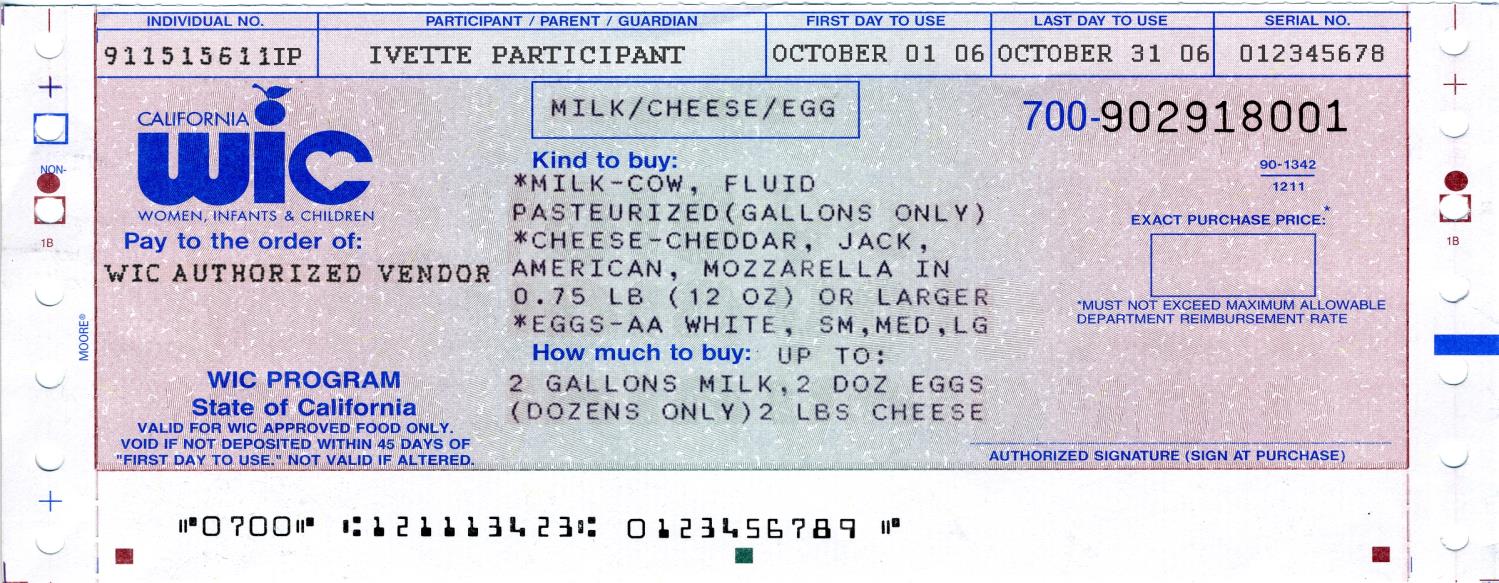 INDIVIDUAL NO. PARTICIPANT / PARENT / GUARDIAN FIRST DAY TO USE LAST DAY TO USE SERIAL NO.
911515611IP IVETTE PARTICIPANT OCTOBER 01 06 OCTOBER 31 06 012345678
CALIFORNIA
wic
WOMEN, INFANTS & CHILDREN
Pay to the order of:
WIC AUTHORIZED VENDOR
WIC PROGRAM
State of California
VALID FOR WIC APPROVED FOOD ONLY.
VOID IF NOT DEPOSITED WITHIN 45 DAYS OF
"FIRST DAY TO USE." NOT VALID IF ALTERED.
MILK/CHEESE/EGG
Kind to buy:
*MILK-COW, FLUID
PASTEURIZED(GALLONS ONLY)
*CHEESE-CHEDDAR, JACK,
AMERICAN, MOZZARELLA IN
0.75 LB (12 OZ) OR LARGER
*EGGS-AA WHITE, SM,MED,LG
How much to buy: UP TO:
2 GALLONS MILK,2 DOZ EGGS
(DOZENS ONLY)2 LBS CHEESE
700-902918001
90-1342
1211
EXACT PURCHASE PRICE:*
*MUST NOT EXCEED MAXIMUM ALLOWABLE
DEPARTMENT REIMBURSEMENT RATE
AUTHORIZED SIGNATURE (SIGN AT PURCHASE)
NON-
1B
MOORE®
1B
⑈0700⑈ ⑆121113423⑆ 0123456789 ⑈